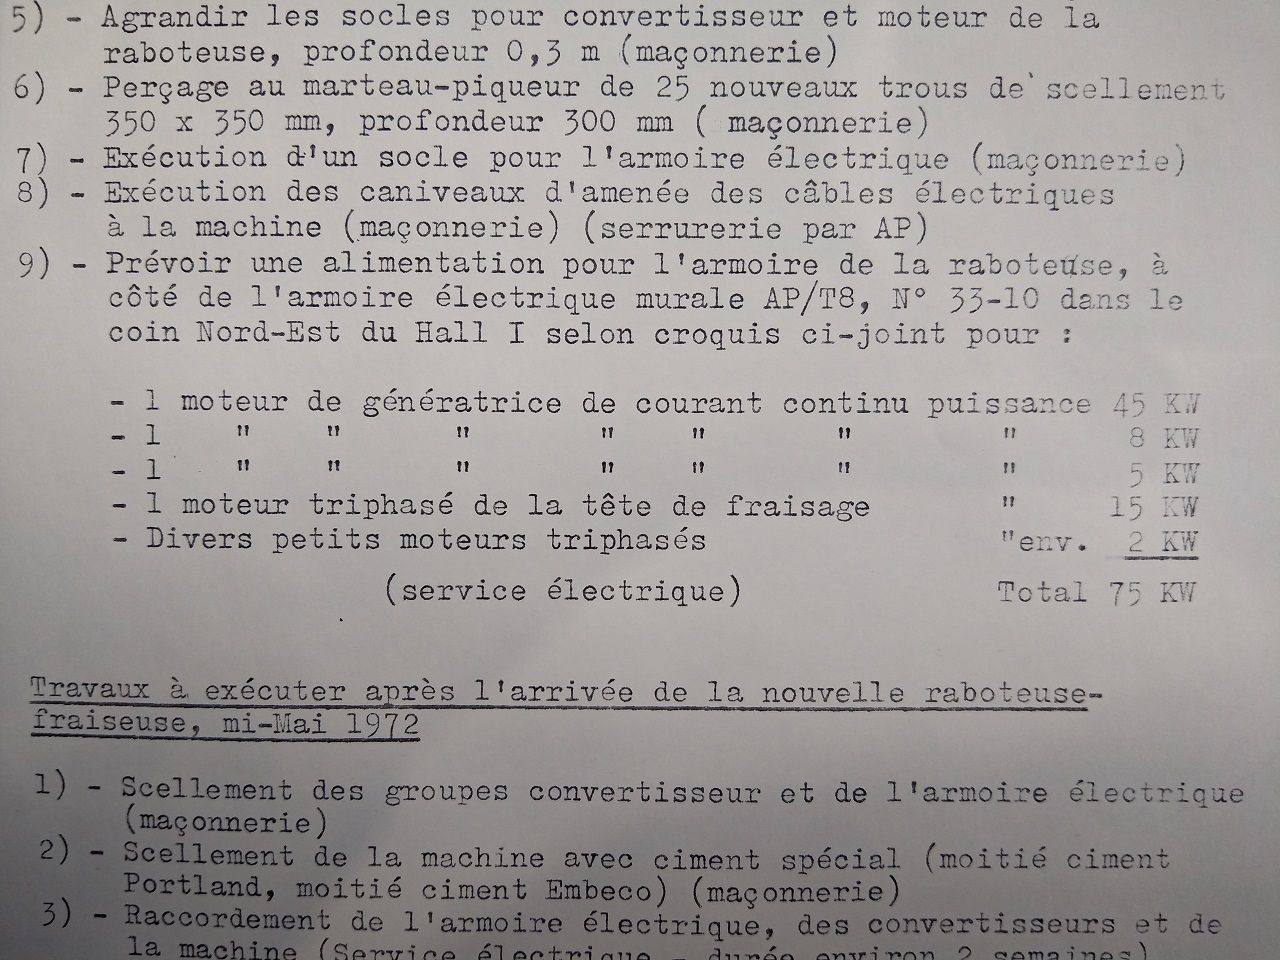 5) - Agrandir les socles pour convertisseur et moteur de la
raboteuse, profondeur 0,3 m (maçonnerie)
6) - Perçage au marteau-piqueur de 25 nouveaux trous de scellement
350 x 350 mm, profondeur 300 mm ( maçonnerie)
7) - Exécution d'un socle pour l'armoire électrique (maçonnerie)
8) - Exécution des caniveaux d'amenée des câbles électriques
à la machine (maçonnerie) (serrurerie par AP)
9) - Prévoir une alimentation pour l'armoire de la raboteuse, à
côté de l'armoire électrique murale AP/T8, N° 33-10 dans le
coin Nord-Est du Hall I selon croquis ci-joint pour :
- 1 moteur de génératrice de courant continu puissance 45 KW
- 1 " " " " " " " 8 KW
- 1 " " " " " " " 5 KW
- 1 moteur triphasé de la tête de fraisage " 15 KW
- Divers petits moteurs triphasés "env. 2 KW
(service électrique) Total 75 KW
Travaux à exécuter après l'arrivée de la nouvelle raboteuse-
fraiseuse, mi-Mai 1972
1) - Scellement des groupes convertisseur et de l'armoire électrique
(maçonnerie)
2) - Scellement de la machine avec ciment spécial (moitié ciment
Portland, moitié ciment Embeco) (maçonnerie)
3) - Raccordement de l'armoire électrique, des convertisseurs et de
la machine (Service électrique - durée environ 2 semaines)